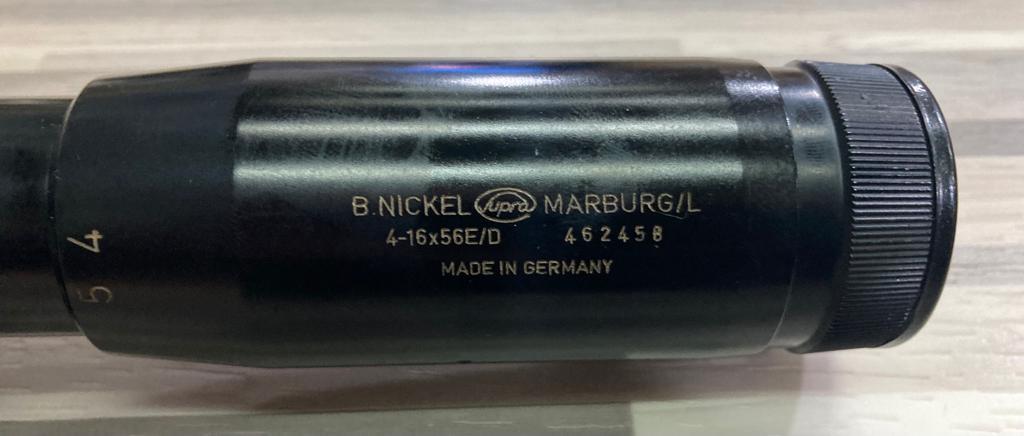 B.NICKEL Supra MARBURG/L
4-16x56E/D 462458
MADE IN GERMANY
4
5